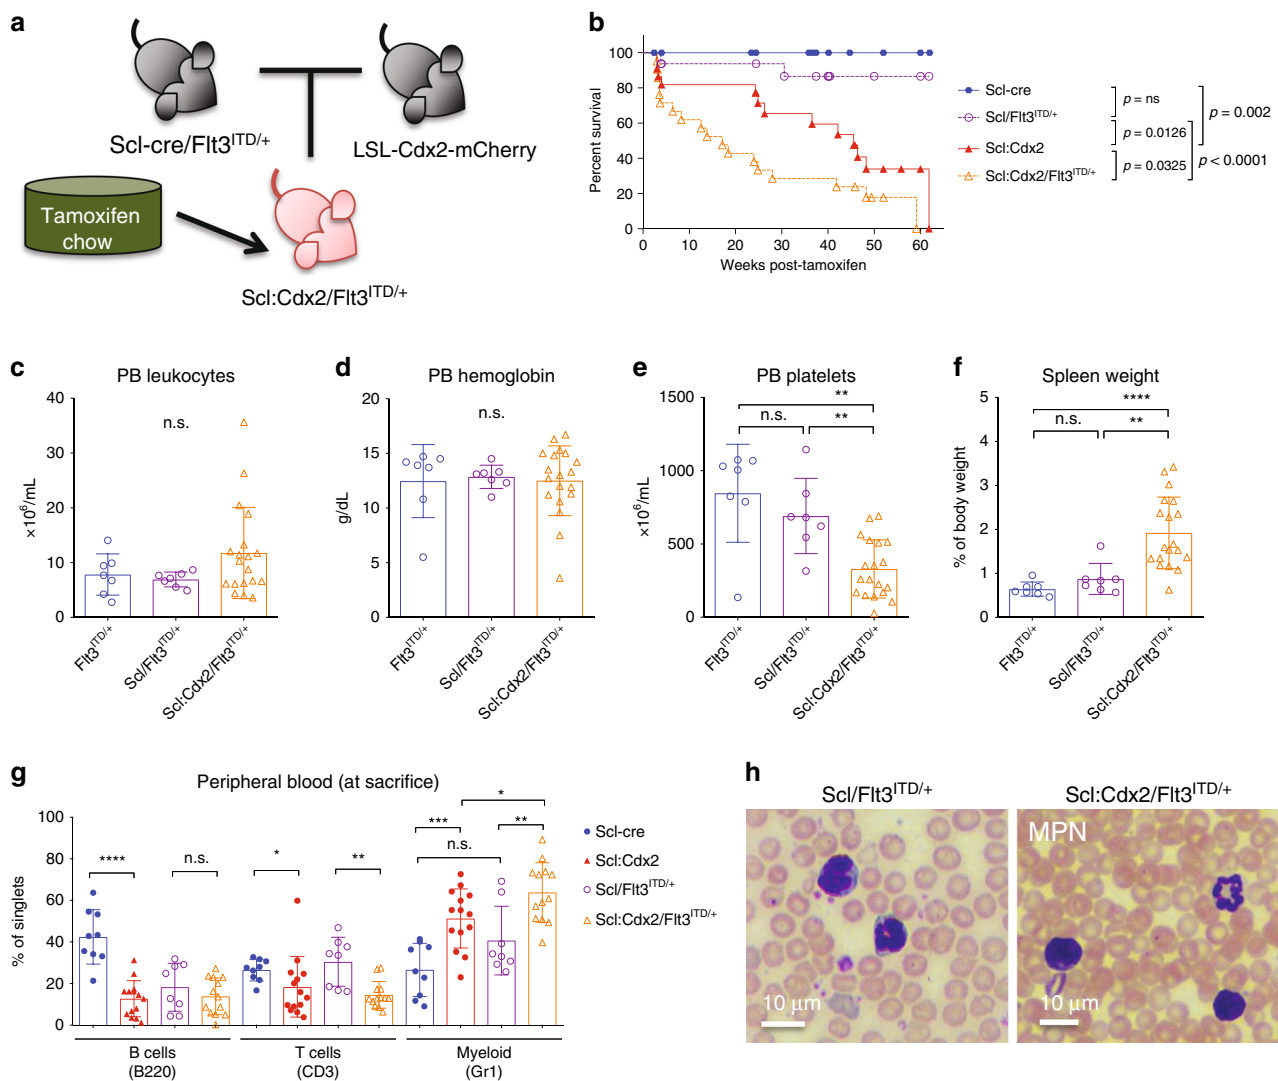 a
Scl-cre/Flt3ITD/+
LSL-Cdx2-mCherry
Tamoxifen
chow
Scl:Cdx2/Flt3ITD/+
b
Percent survival
100
80
60
40
20
0
0 10 20 30 40 50 60
Weeks post-tamoxifen
Scl-cre
Scl/Flt3ITD/+
Scl:Cdx2
Scl:Cdx2/Flt3ITD/+
p = ns
p = 0.0126
p = 0.0325
p = 0.002
p < 0.0001
c
PB leukocytes
×10⁶/mL
40
30
20
10
0
n.s.
Flt3ITD/+
Scl/Flt3ITD/+
Scl:Cdx2/Flt3ITD/+
d
PB hemoglobin
g/dL
20
15
10
5
0
n.s.
Flt3ITD/+
Scl/Flt3ITD/+
Scl:Cdx2/Flt3ITD/+
e
PB platelets
×10⁶/mL
1500
1000
500
0
**
n.s.
**
Flt3ITD/+
Scl/Flt3ITD/+
Scl:Cdx2/Flt3ITD/+
f
Spleen weight
% of body weight
5
4
3
2
1
0
****
n.s.
**
Flt3ITD/+
Scl/Flt3ITD/+
Scl:Cdx2/Flt3ITD/+
g
Peripheral blood (at sacrifice)
% of singlets
100
80
60
40
20
0
****
n.s.
*
**
***
n.s.
*
**
B cells
(B220)
T cells
(CD3)
Myeloid
(Gr1)
Scl-cre
Scl:Cdx2
Scl/Flt3ITD/+
Scl:Cdx2/Flt3ITD/+
h
Scl/Flt3ITD/+
10 μm
Scl:Cdx2/Flt3ITD/+
MPN
10 μm